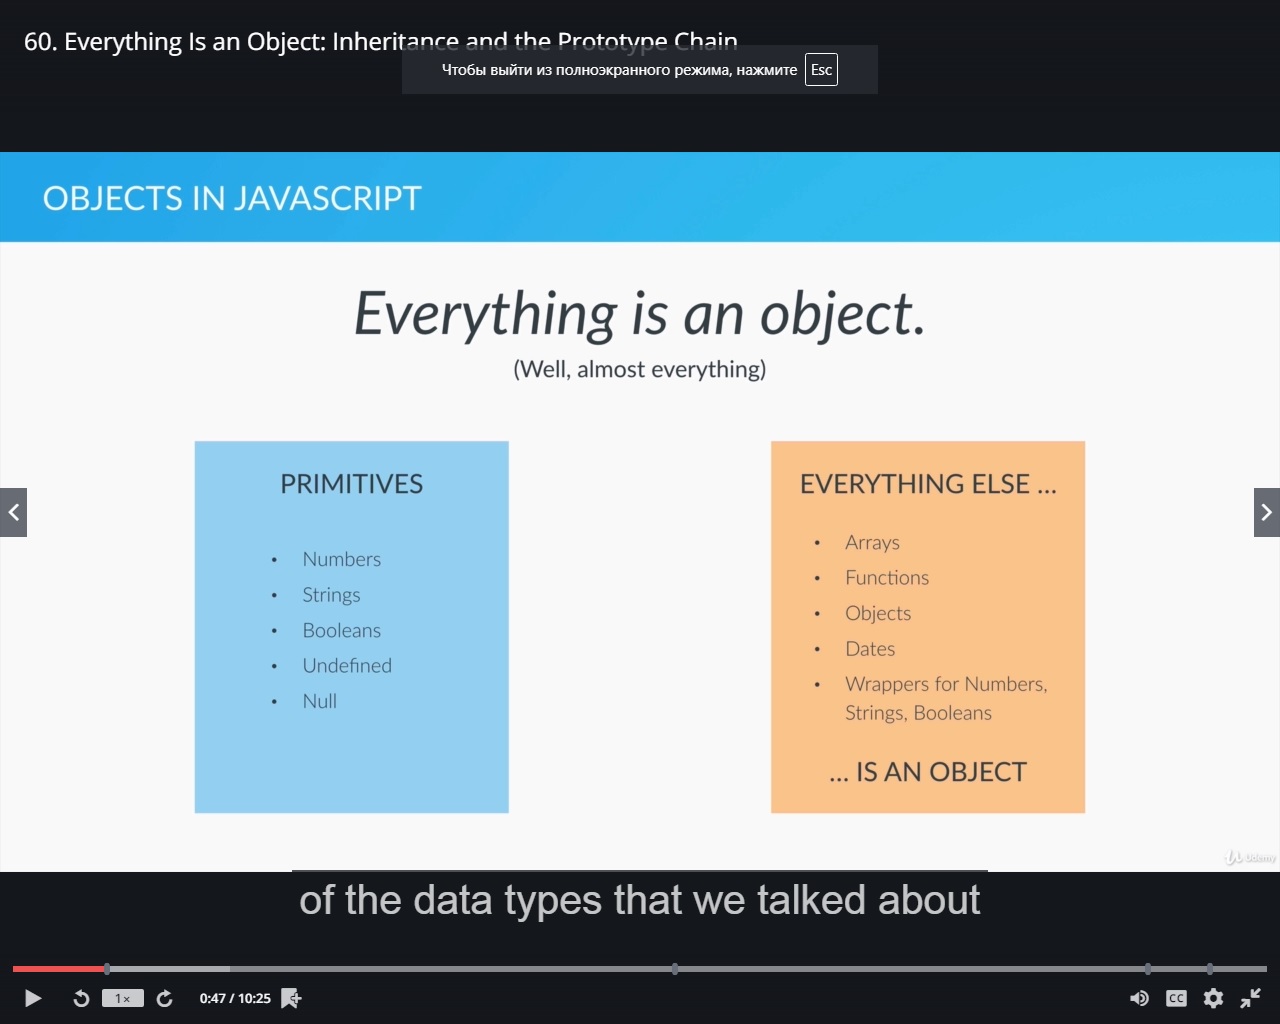 60. Everything Is an Object: Inheritance and the Prototype Chain
Чтобы выйти из полноэкранного режима, нажмите Esc
OBJECTS IN JAVASCRIPT
Everything is an object.
(Well, almost everything)
PRIMITIVES
• Numbers
• Strings
• Booleans
• Undefined
• Null
EVERYTHING ELSE ...
• Arrays
• Functions
• Objects
• Dates
• Wrappers for Numbers,
Strings, Booleans
... IS AN OBJECT
Udemy
of the data types that we talked about
1x
0:47 / 10:25
CC